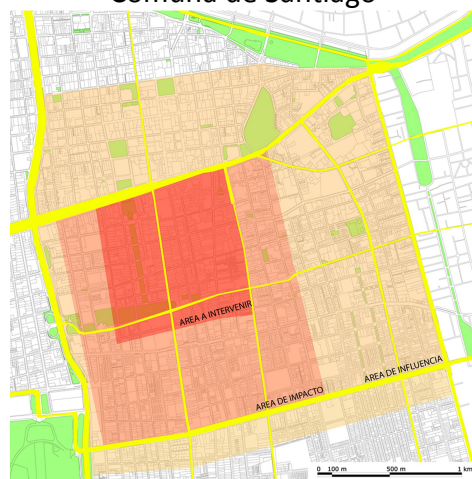 Comuna de Santiago
AREA A INTERVENIR
AREA DE INFLUENCIA
AREA DE IMPACTO
0 100 m 500 m 1 km